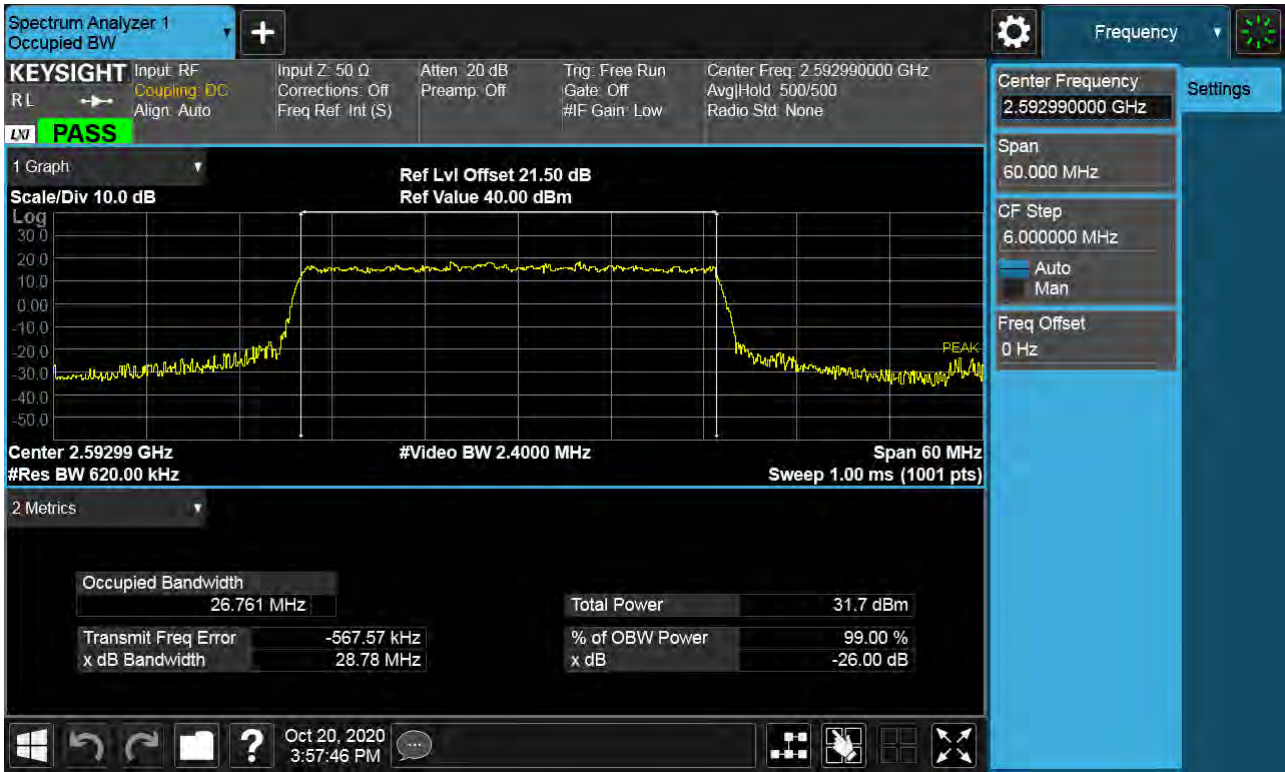 Spectrum Analyzer 1
Occupied BW
+
Frequency
KEYSIGHT
RL
LXI
PASS
Input: RF
Coupling: DC
Align: Auto
Input Z: 50 Ω
Corrections: Off
Freq Ref: Int (S)
Atten: 20 dB
Preamp: Off
Trig: Free Run
Gate: Off
#IF Gain: Low
Center Freq: 2.592990000 GHz
Avg|Hold: 500/500
Radio Std: None
Center Frequency
2.592990000 GHz
Settings
Span
60.000 MHz
CF Step
6.000000 MHz
Auto
Man
Freq Offset
0 Hz
1 Graph
Scale/Div 10.0 dB
Ref Lvl Offset 21.50 dB
Ref Value 40.00 dBm
Log
30.0
20.0
10.0
0.00
-10.0
-20.0
-30.0
-40.0
-50.0
PEAK
Center 2.59299 GHz
#Res BW 620.00 kHz
#Video BW 2.4000 MHz
Span 60 MHz
Sweep 1.00 ms (1001 pts)
2 Metrics
Occupied Bandwidth
26.761 MHz
Transmit Freq Error -567.57 kHz
x dB Bandwidth 28.78 MHz
Total Power 31.7 dBm
% of OBW Power 99.00 %
x dB -26.00 dB
?
Oct 20, 2020
3:57:46 PM